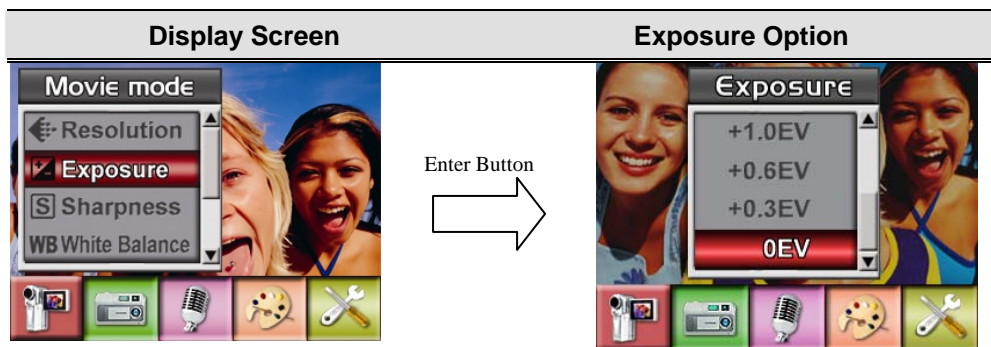 Display Screen
Exposure Option
Movie mode
Resolution
Exposure
S Sharpness
WB White Balance
Enter Button
Exposure
+1.0EV
+0.6EV
+0.3EV
0EV